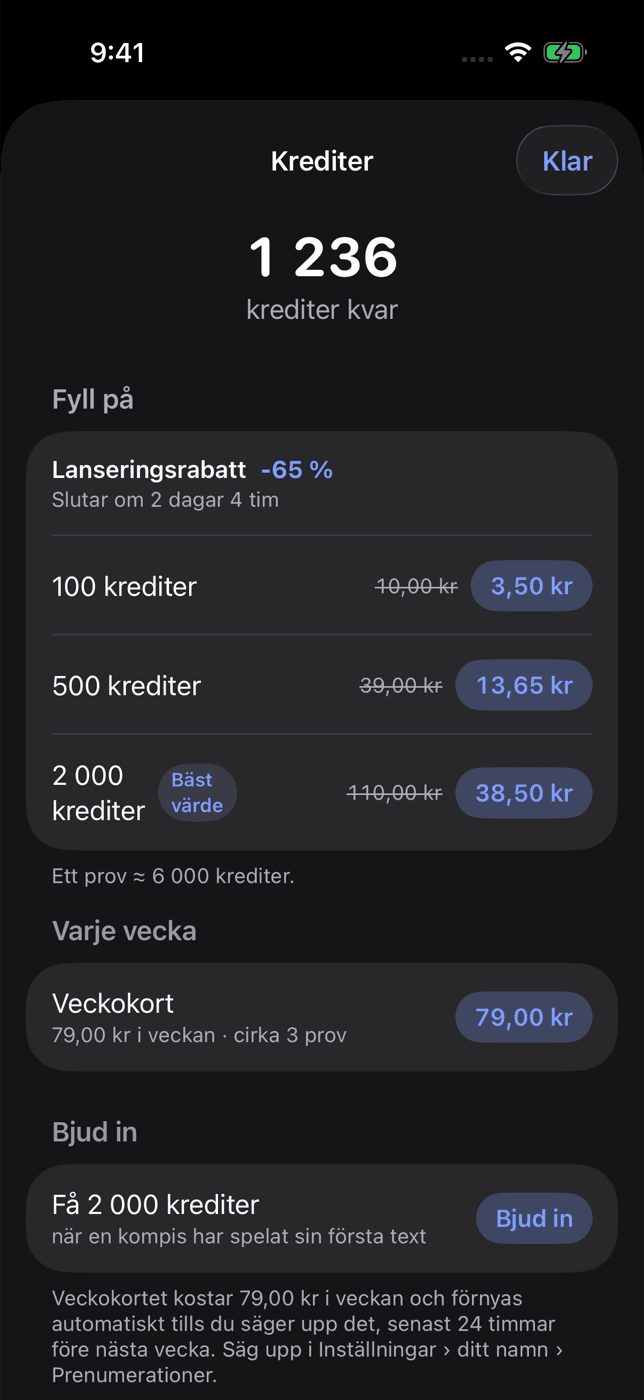 9:41
Krediter
Klar
1 236
krediter kvar
Fyll på
Lanseringsrabatt -65 %
Slutar om 2 dagar 4 tim
100 krediter 10,00 kr 3,50 kr
500 krediter 39,00 kr 13,65 kr
2 000
krediter
Bäst
värde
110,00 kr 38,50 kr
Ett prov ≈ 6 000 krediter.
Varje vecka
Veckokort
79,00 kr i veckan · cirka 3 prov
79,00 kr
Bjud in
Få 2 000 krediter
när en kompis har spelat sin första text
Bjud in
Veckokortet kostar 79,00 kr i veckan och förnyas
automatiskt tills du säger upp det, senast 24 timmar
före nästa vecka. Säg upp i Inställningar › ditt namn ›
Prenumerationer.